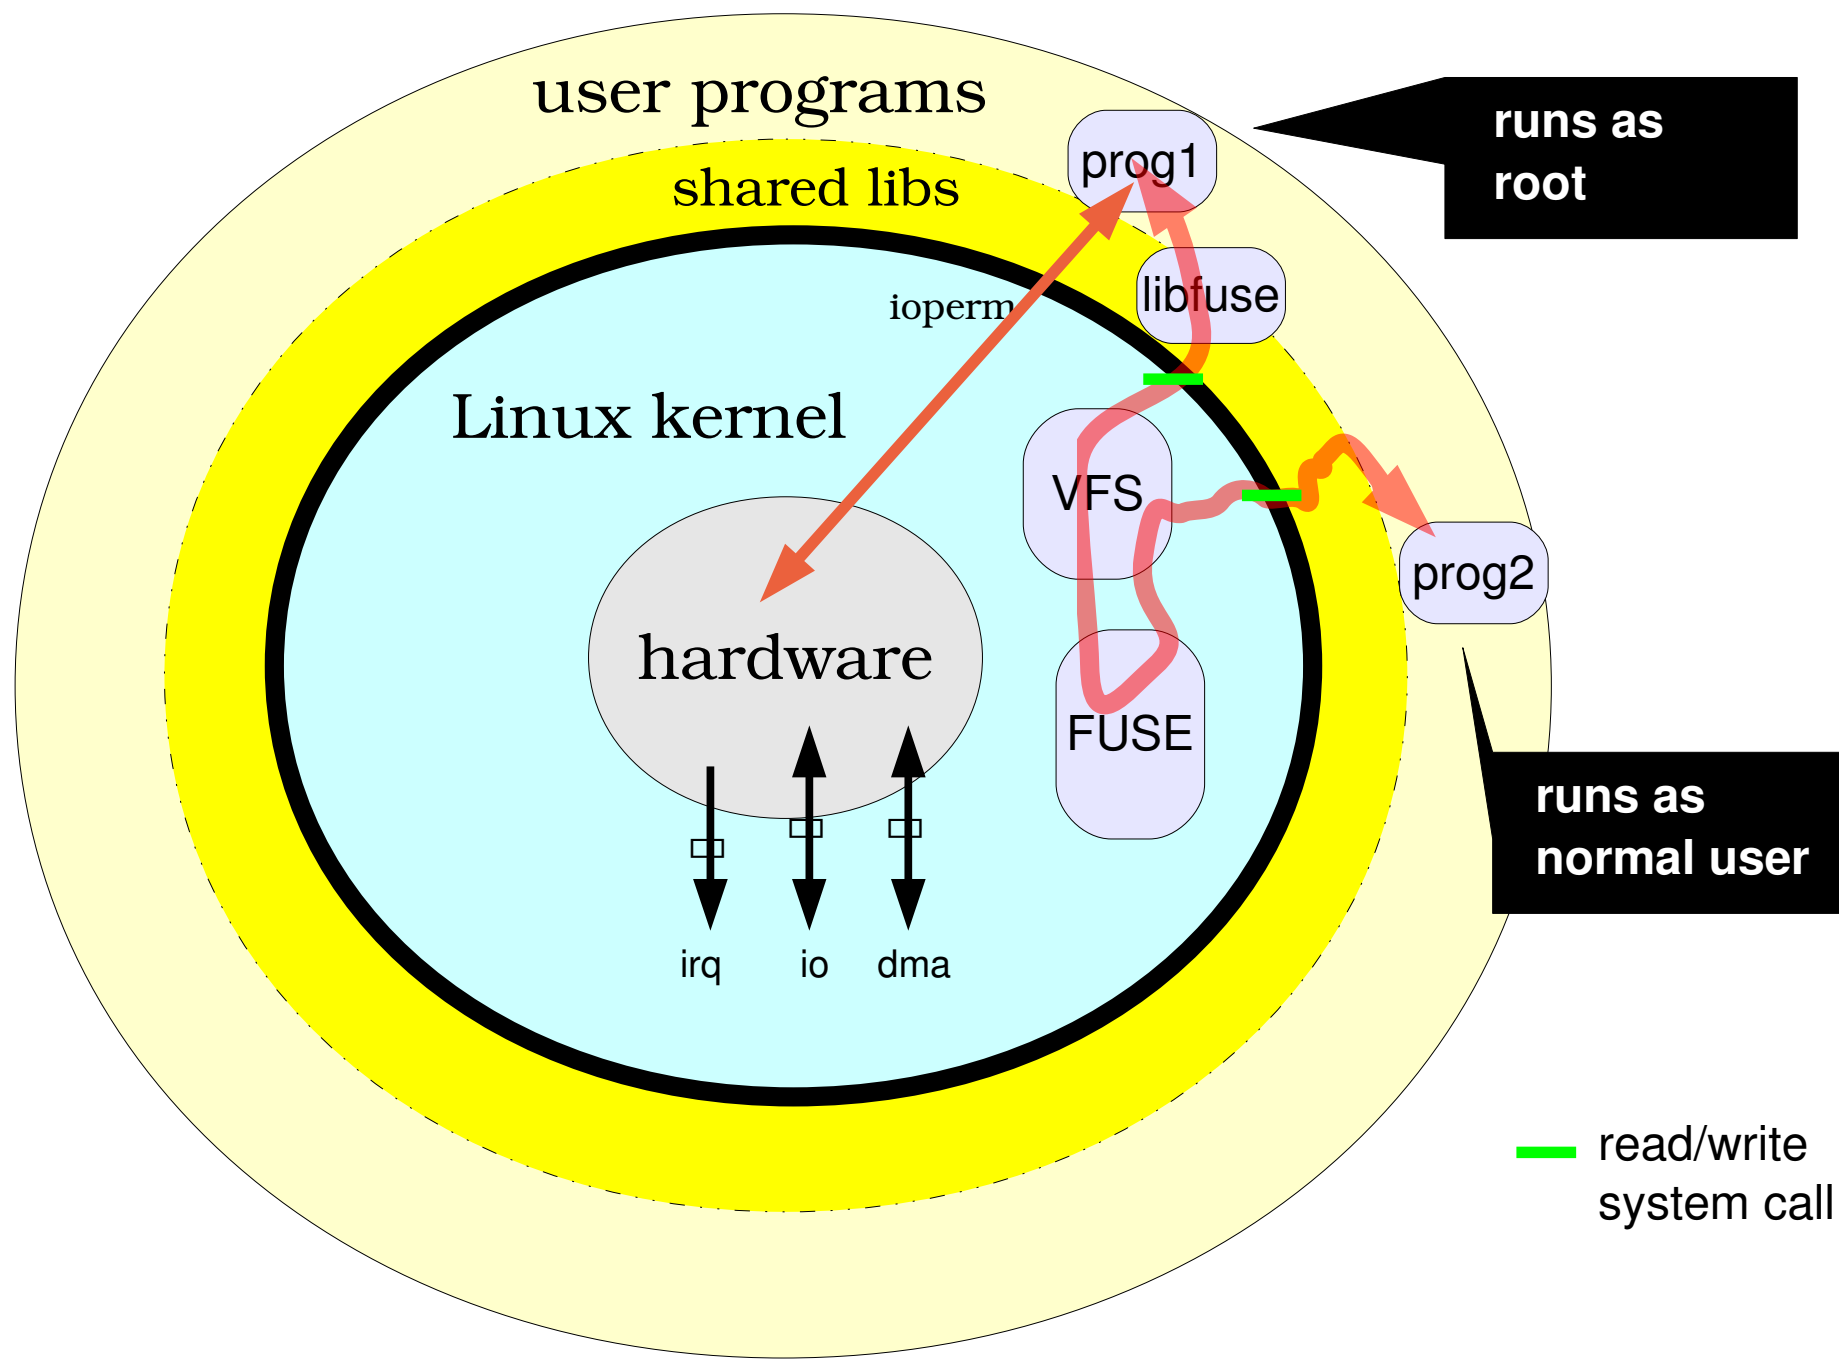 user programs
runs as
root
prog1
shared libs
libfuse
ioperm
Linux kernel
VFS
prog2
hardware
FUSE
runs as
normal user
irq
io
dma
read/write
system call